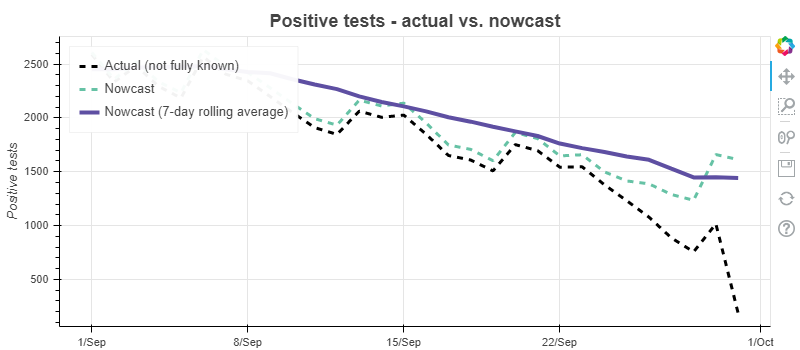 Positive tests - actual vs. nowcast
Actual (not fully known)
Nowcast
Nowcast (7-day rolling average)
Positive tests
2500
2000
1500
1000
500
1/Sep
8/Sep
15/Sep
22/Sep
1/Oct